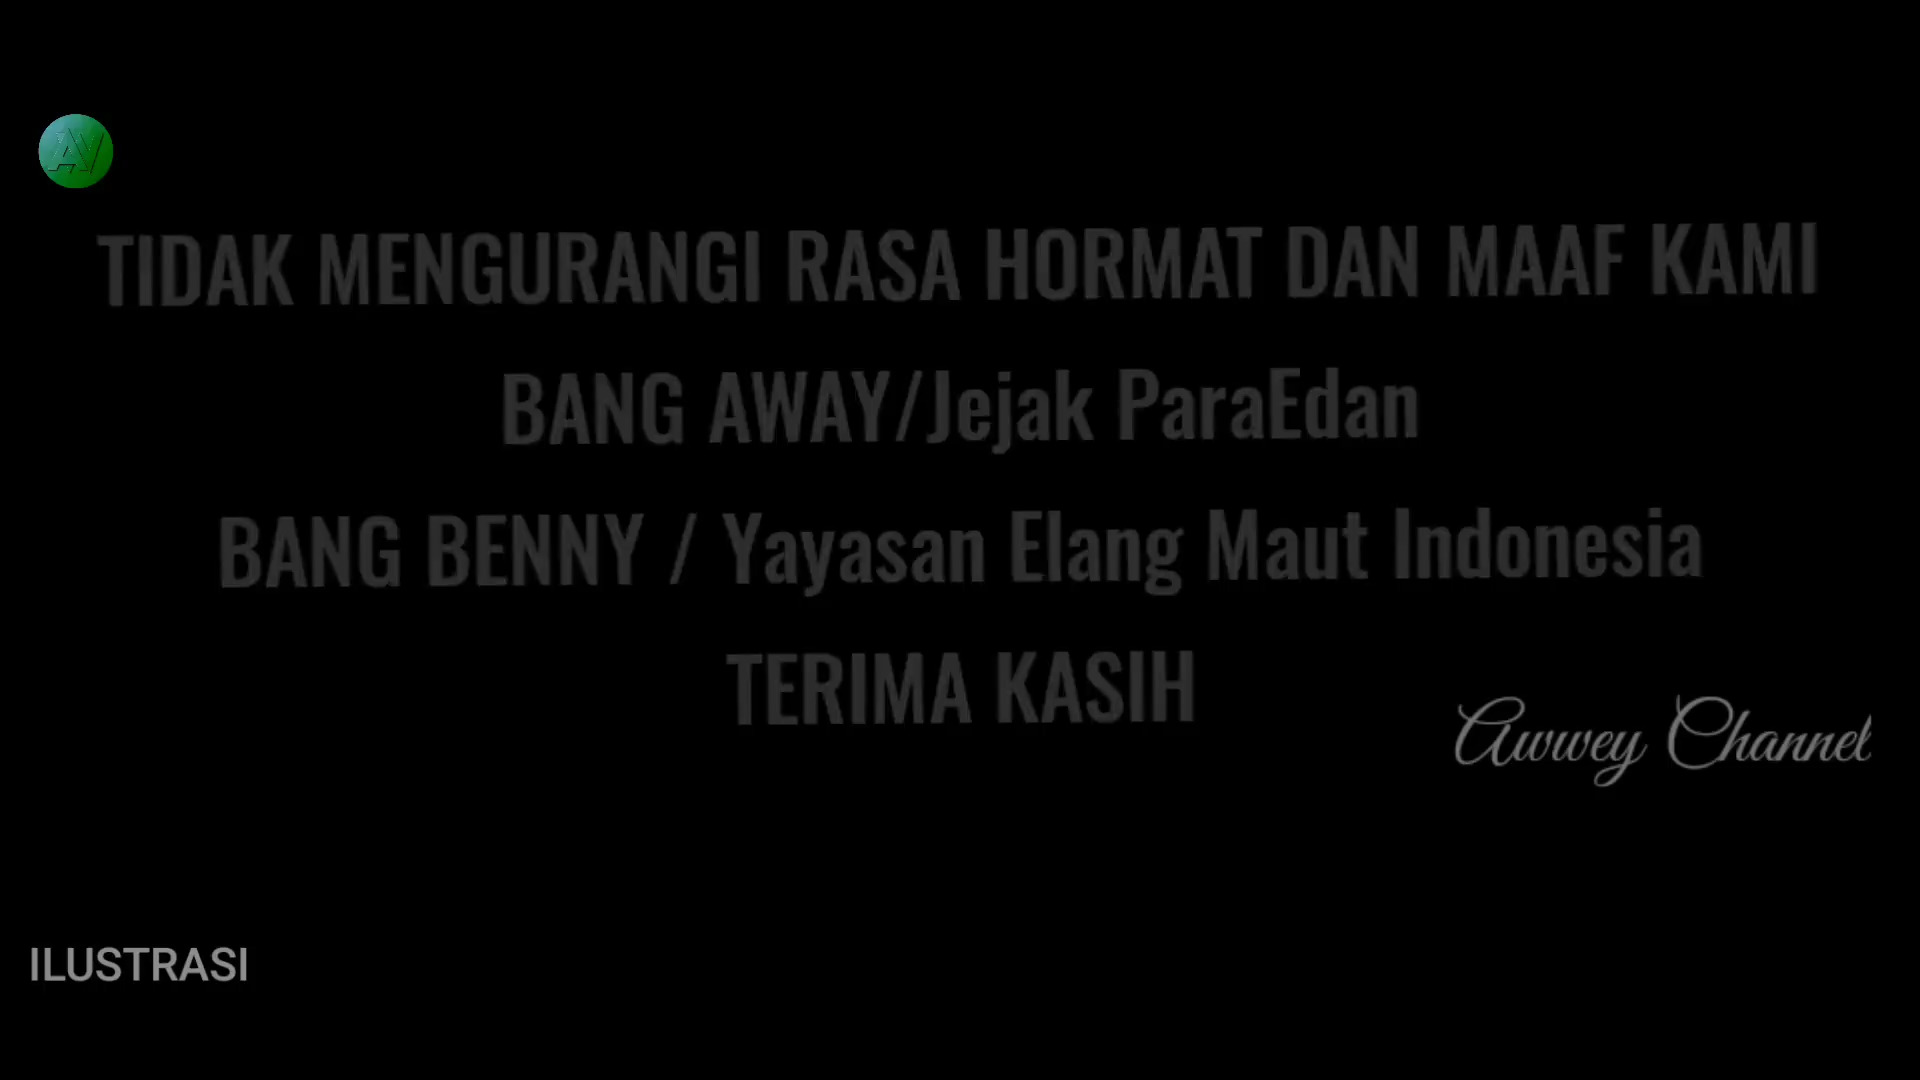 AW
TIDAK MENGURANGI RASA HORMAT DAN MAAF KAMI
BANG AWAY/Jejak ParaEdan
BANG BENNY / Yayasan Elang Maut Indonesia
TERIMA KASIH
Awwey Channel
ILUSTRASI